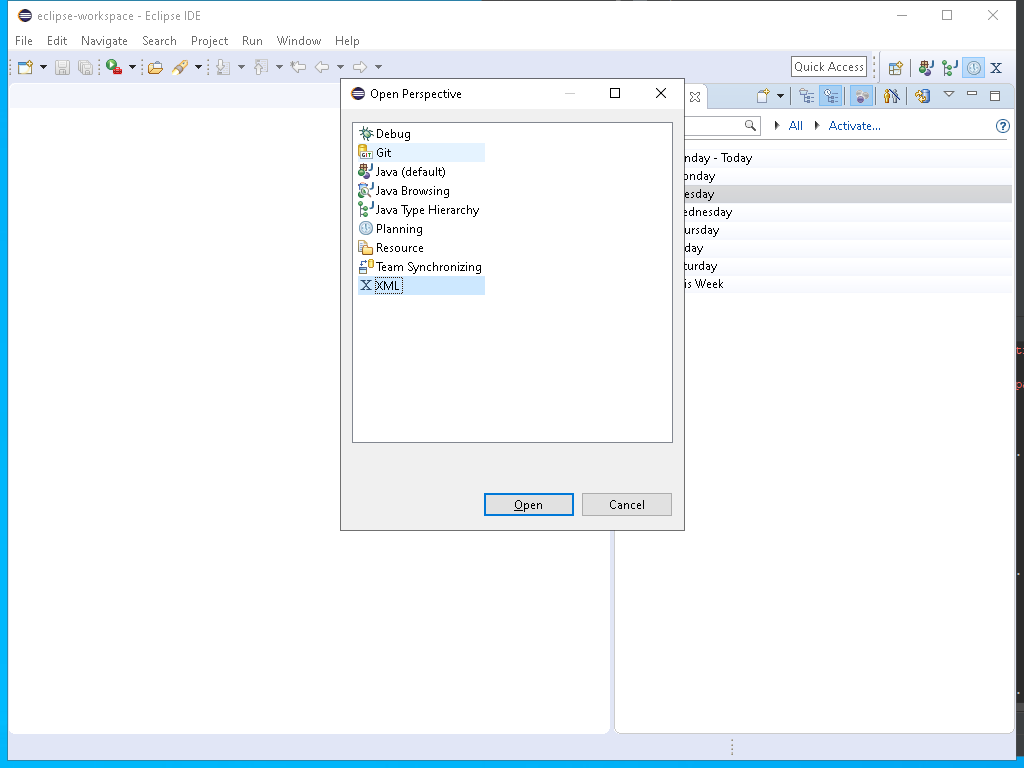 eclipse-workspace - Eclipse IDE
File Edit Navigate Search Project Run Window Help
Quick Access
X
Open Perspective
All Activate...
Debug
Git
Java (default)
Java Browsing
Java Type Hierarchy
Planning
Resource
Team Synchronizing
X XML
nday - Today
onday
esday
ednesday
ursday
day
turday
is Week
Open Cancel